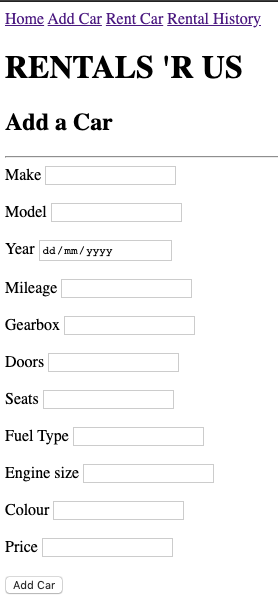 Home Add Car Rent Car Rental History
RENTALS 'R US
Add a Car
Make
Model
Year dd/mm/yyyy
Mileage
Gearbox
Doors
Seats
Fuel Type
Engine size
Colour
Price
Add Car